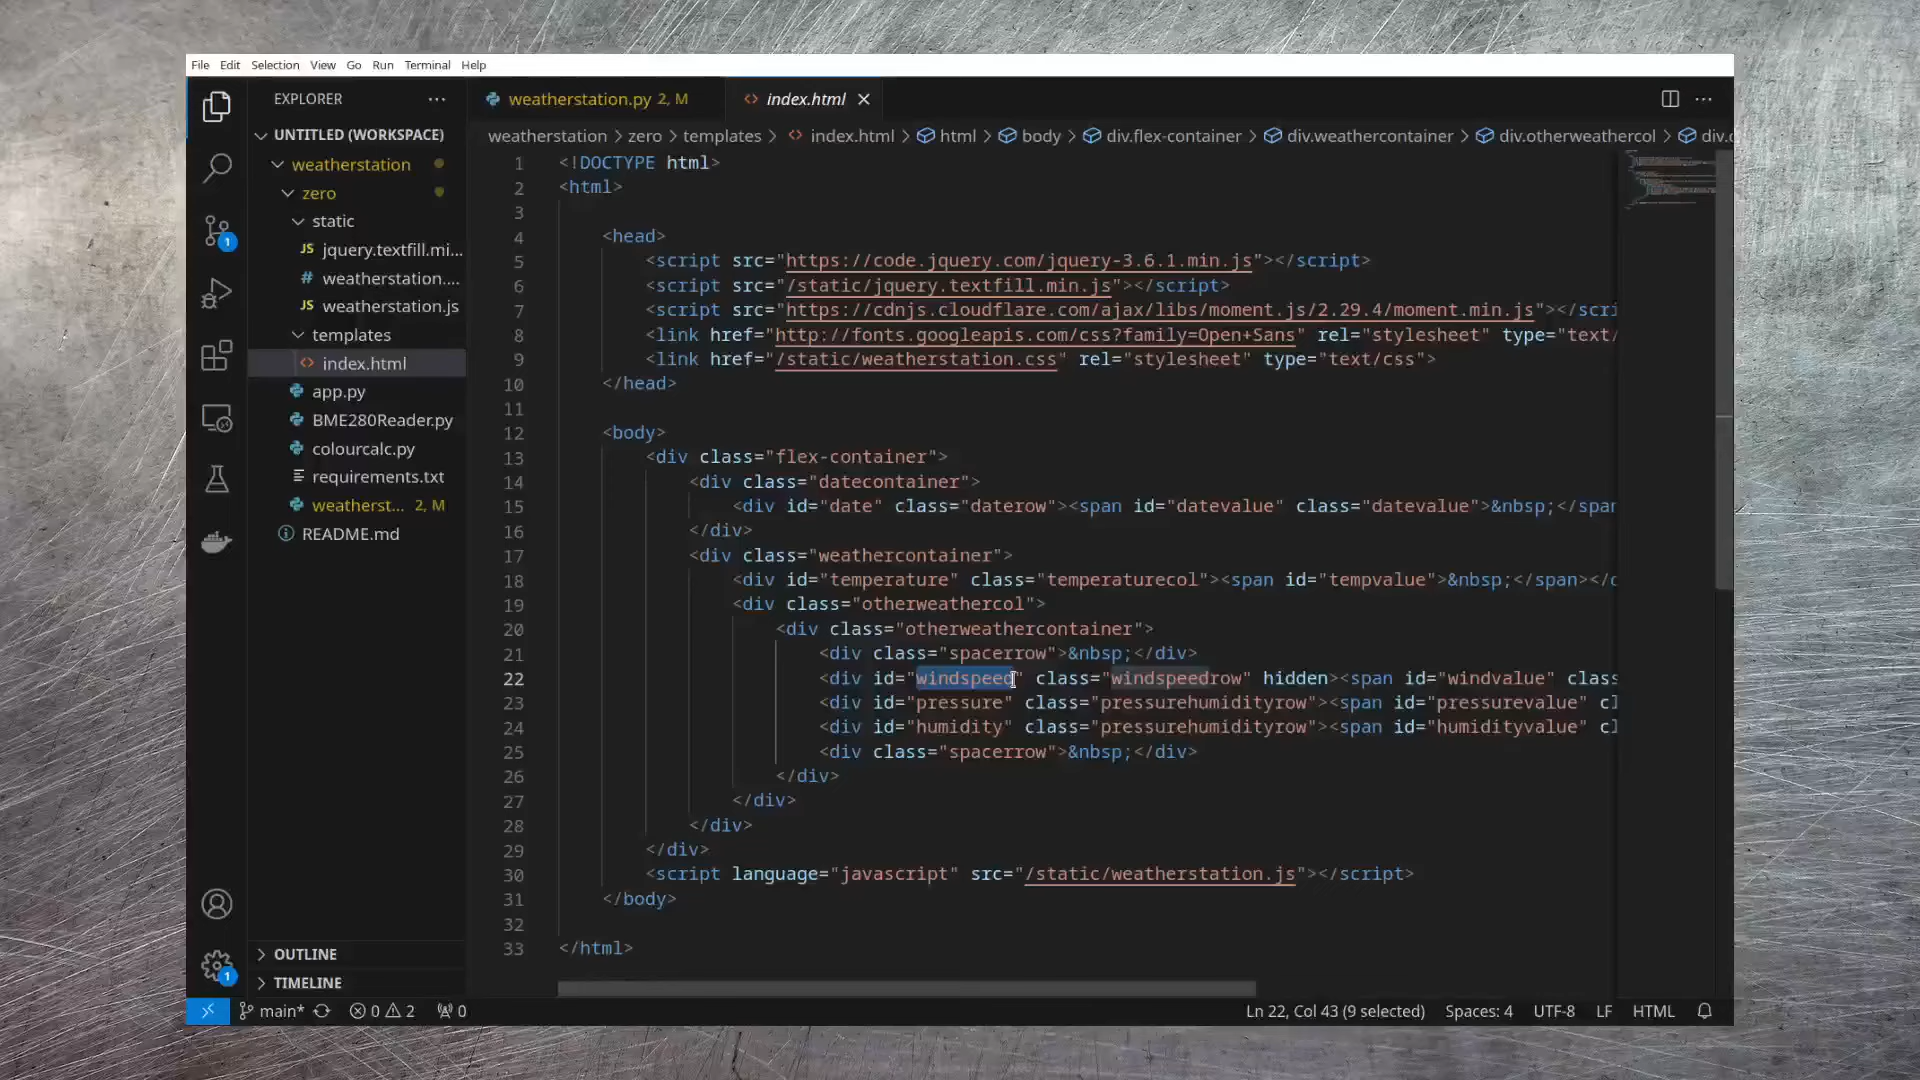 File Edit Selection View Go Run Terminal Help
EXPLORER ···
weatherstation.py 2, M
index.html
UNTITLED (WORKSPACE)
weatherstation
zero
static
jquery.textfill.mi...
weatherstation....
weatherstation.js
templates
index.html
app.py
BME280Reader.py
colourcalc.py
requirements.txt
weatherst... 2, M
README.md
OUTLINE
TIMELINE
weatherstation > zero > templates > index.html > html > body > div.flex-container > div.weathercontainer > div.otherweathercol >
1 <!DOCTYPE html>
2 <html>
3
4 <head>
5 <script src="https://code.jquery.com/jquery-3.6.1.min.js"></script>
6 <script src="/static/jquery.textfill.min.js"></script>
7 <script src="https://cdnjs.cloudflare.com/ajax/libs/moment.js/2.29.4/moment.min.js"></scri
8 <link href="http://fonts.googleapis.com/css?family=Open+Sans" rel="stylesheet" type="text/
9 <link href="/static/weatherstation.css" rel="stylesheet" type="text/css">
10 </head>
11
12 <body>
13 <div class="flex-container">
14 <div class="datecontainer">
15 <div id="date" class="daterow"><span id="datevalue" class="datevalue">&nbsp;</span
16 </div>
17 <div class="weathercontainer">
18 <div id="temperature" class="temperaturecol"><span id="tempvalue">&nbsp;</span></d
19 <div class="otherweathercol">
20 <div class="otherweathercontainer">
21 <div class="spacerrow">&nbsp;</div>
22 <div id="windspeed" class="windspeedrow" hidden><span id="windvalue" class
23 <div id="pressure" class="pressurehumidityrow"><span id="pressurevalue" cl
24 <div id="humidity" class="pressurehumidityrow"><span id="humidityvalue" cl
25 <div class="spacerrow">&nbsp;</div>
26 </div>
27 </div>
28 </div>
29 </div>
30 <script language="javascript" src="/static/weatherstation.js"></script>
31 </body>
32
33 </html>
main* 0 2 0 Ln 22, Col 43 (9 selected) Spaces: 4 UTF-8 LF HTML